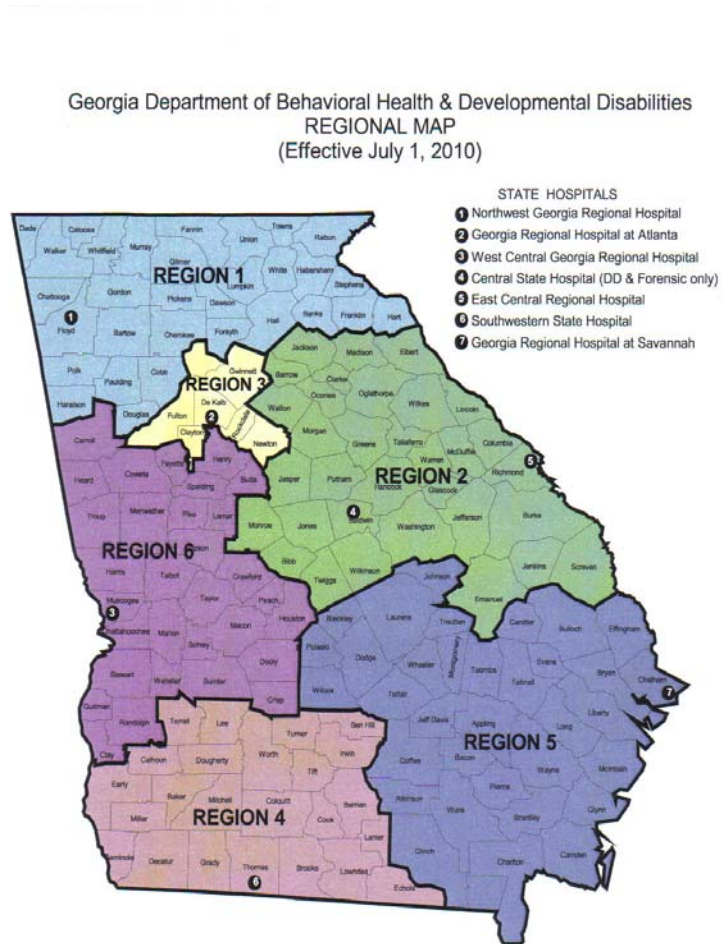 Georgia Department of Behavioral Health & Developmental Disabilities
REGIONAL MAP
(Effective July 1, 2010)
STATE HOSPITALS
1 Northwest Georgia Regional Hospital
2 Georgia Regional Hospital at Atlanta
3 West Central Georgia Regional Hospital
4 Central State Hospital (DD & Forensic only)
5 East Central Regional Hospital
6 Southwestern State Hospital
7 Georgia Regional Hospital at Savannah
Dade Catoosa Fannin Towns Rabun
Walker Whitfield Murray Gilmer Union
REGION 1
White Habersham Stephens
Chattooga Gordon Pickens Lumpkin Dawson
1
Floyd Bartow Cherokee Forsyth Hall Banks Franklin Hart
Polk Paulding Cobb
Haralson Douglas
Gwinnett
REGION 3
De Kalb
Fulton 2
Clayton Rockdale
Newton
Jackson Madison Elbert
Barrow Clarke
Oconee Oglethorpe Wilkes Lincoln
Walton
Morgan Greene Taliaferro McDuffie Columbia
Warren
REGION 2
Richmond 5
Jasper Putnam Hancock Glascock
4
Monroe Jones Baldwin Washington Jefferson Burke
Bibb Twiggs Wilkinson Jenkins Screven
Emanuel
Carroll
Heard Coweta Fayette Henry
Spalding Butts
Troup Meriwether Pike Lamar
REGION 6
Harris Talbot Crawford
Muscogee Taylor Peach
3
Chattahoochee Marion Macon Houston
Schley
Stewart Webster Sumter Dooly
Quitman Randolph Crisp
Clay
Johnson
Bleckley Laurens Treutlen Candler Bulloch Effingham
Pulaski Dodge Wheeler Montgomery Toombs Evans Bryan Chatham
7
Wilcox Telfair Tattnall Liberty
Jeff Davis Appling Long
REGION 5
Coffee Bacon Wayne McIntosh
Atkinson Pierce
Ware Brantley Glynn
Clinch Charlton Camden
Terrell Lee Turner Ben Hill
Calhoun Dougherty Worth Tift Irwin
Early Baker Mitchell Colquitt Berrien
Miller
REGION 4
Cook Lanier
Decatur Grady Thomas Brooks Lowndes
6
Echols